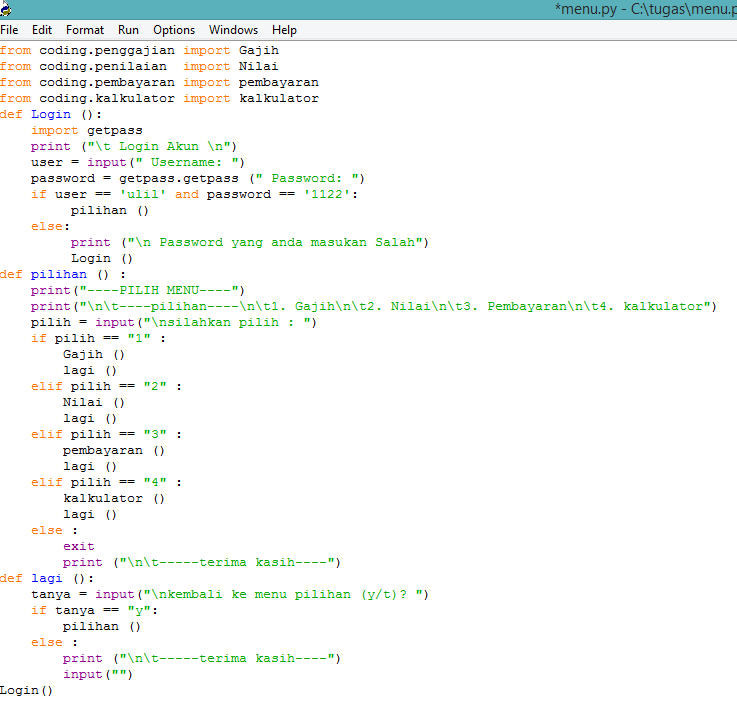 *menu.py - C:\tugas\menu.p
File Edit Format Run Options Windows Help
from coding.penggajian import Gajih
from coding.penilaian  import Nilai
from coding.pembayaran import pembayaran
from coding.kalkulator import kalkulator
def Login ():
    import getpass
    print ("\t Login Akun \n")
    user = input(" Username: ")
    password = getpass.getpass (" Password: ")
    if user == 'ulil' and password == '1122':
         pilihan ()
    else:
         print ("\n Password yang anda masukan Salah")
         Login ()
def pilihan () :
    print("----PILIH MENU----")
    print("\n\t----pilihan----\n\t1. Gajih\n\t2. Nilai\n\t3. Pembayaran\n\t4. kalkulator")
    pilih = input("\nsilahkan pilih : ")
    if pilih == "1" :
        Gajih ()
        lagi ()
    elif pilih == "2" :
        Nilai ()
        lagi ()
    elif pilih == "3" :
        pembayaran ()
        lagi ()
    elif pilih == "4" :
        kalkulator ()
        lagi ()
    else :
        exit
        print ("\n\t-----terima kasih----")
def lagi ():
    tanya = input("\nkembali ke menu pilihan (y/t)? ")
    if tanya == "y":
        pilihan ()
    else :
        print ("\n\t-----terima kasih----")
        input("")
Login()